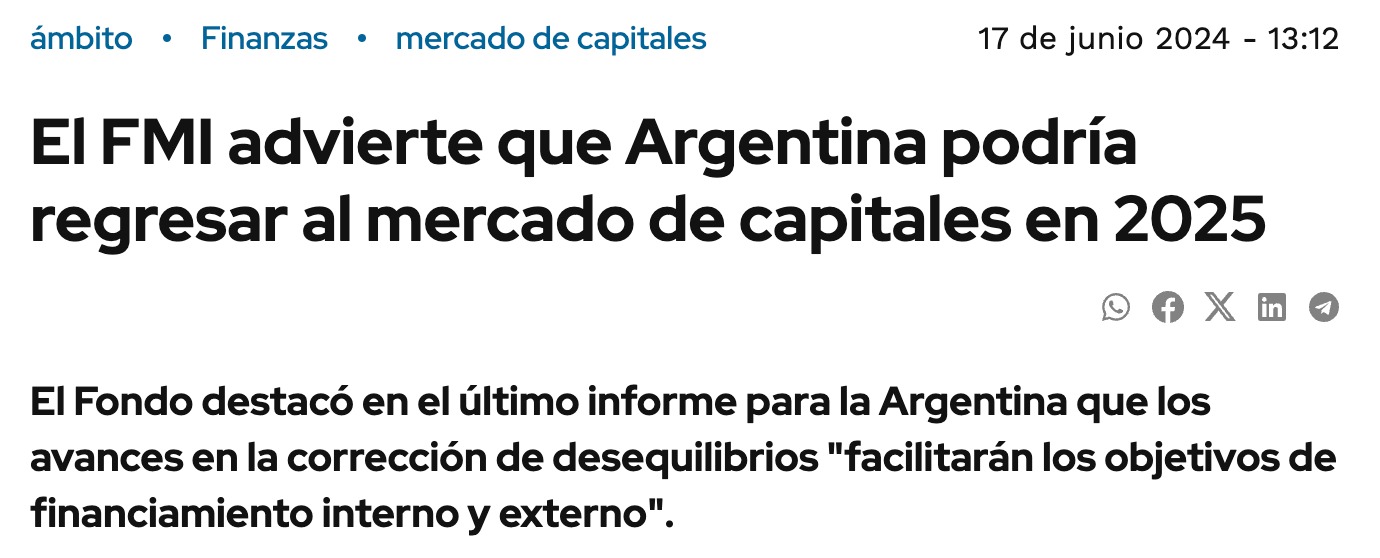 ámbito • Finanzas • mercado de capitales 17 de junio 2024 - 13:12
El FMI advierte que Argentina podría
regresar al mercado de capitales en 2025
El Fondo destacó en el último informe para la Argentina que los
avances en la corrección de desequilibrios "facilitarán los objetivos de
financiamiento interno y externo".